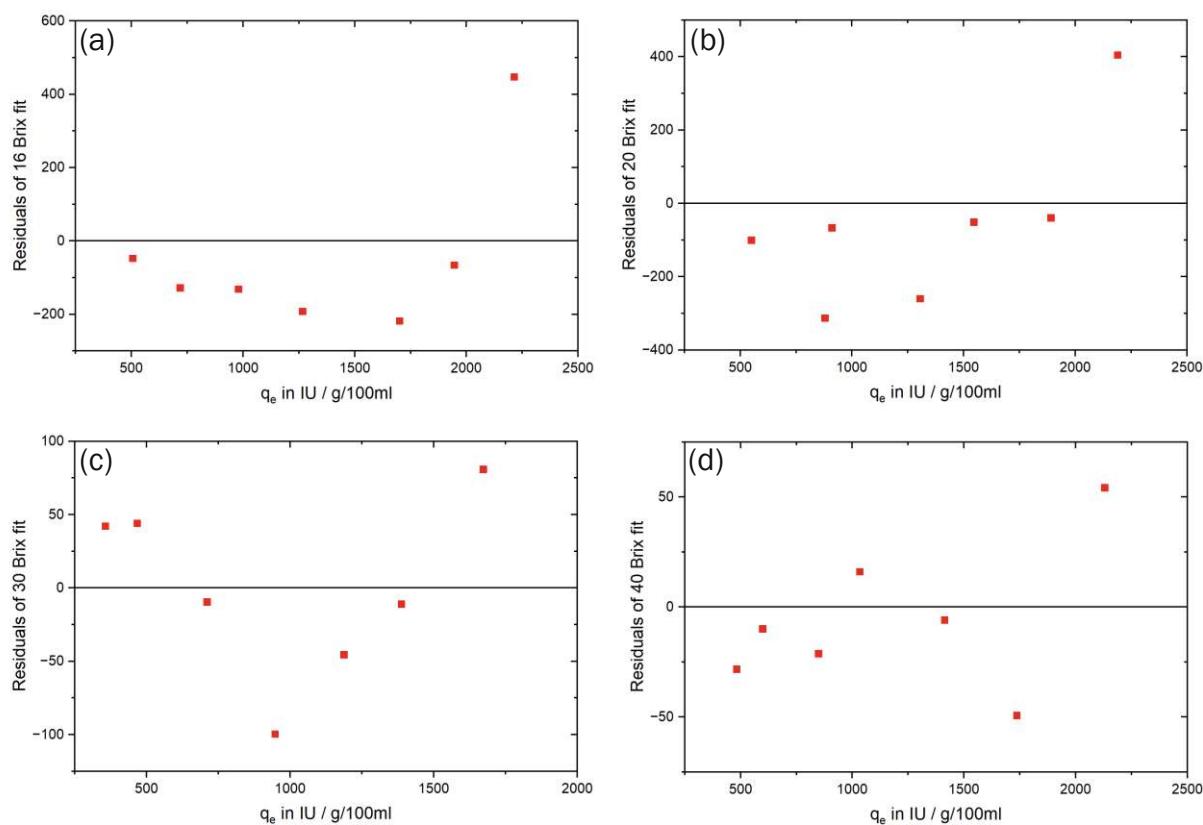 (a)
600
400
200
0
−200
Residuals of 16 Brix fit
500 1000 1500 2000 2500
qₑ in IU / g/100ml
(b)
400
200
0
−200
−400
Residuals of 20 Brix fit
500 1000 1500 2000 2500
qₑ in IU / g/100ml
(c)
100
50
0
−50
−100
Residuals of 30 Brix fit
500 1000 1500 2000
qₑ in IU / g/100ml
(d)
50
0
−50
Residuals of 40 Brix fit
500 1000 1500 2000 2500
qₑ in IU / g/100ml